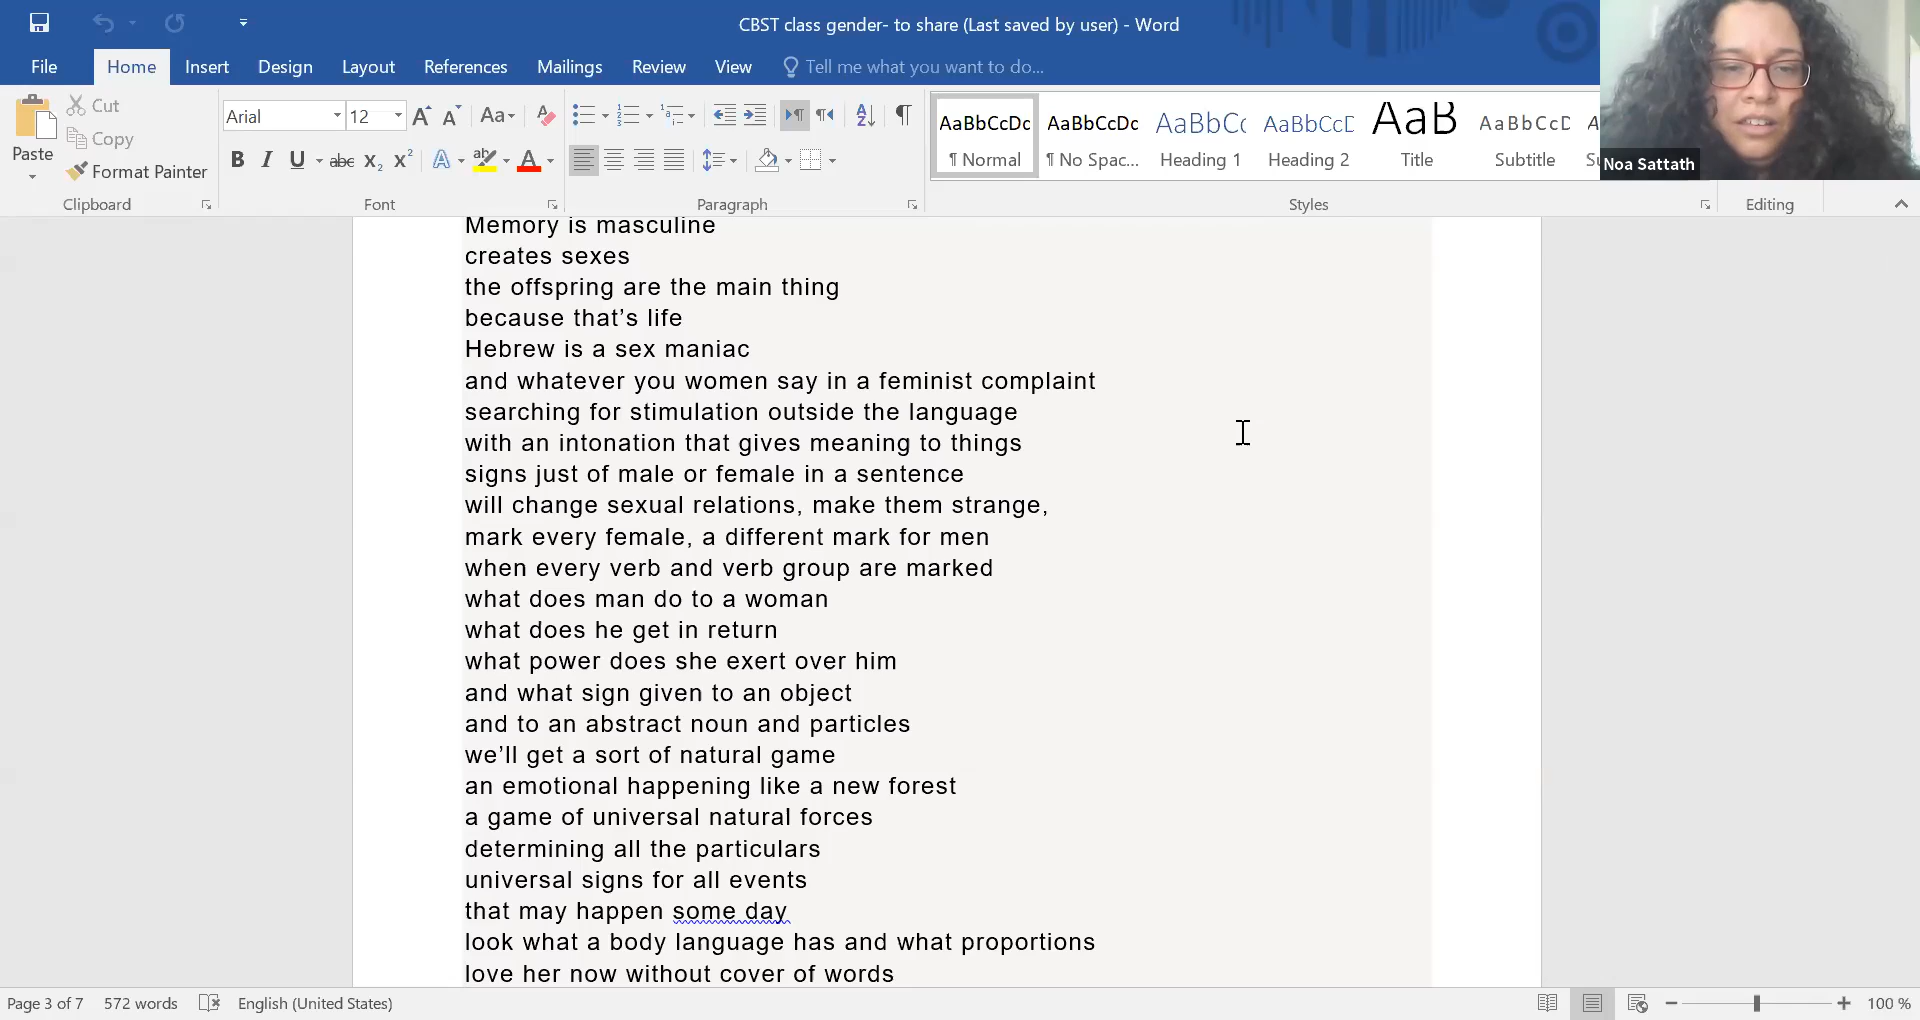 CBST class gender- to share (Last saved by user) - Word
File Home Insert Design Layout References Mailings Review View Tell me what you want to do...
Paste
Cut
Copy
Format Painter
Clipboard
Arial 12
Aa
B I U abc X₂ X² A A
Font
Paragraph
AaBbCcDc ¶ Normal
AaBbCcDc ¶ No Spac...
AaBbC Heading 1
AaBbCc Heading 2
AaB Title
AaBbCcD Subtitle
Styles
Editing
Noa Sattath
Memory is masculine
creates sexes
the offspring are the main thing
because that’s life
Hebrew is a sex maniac
and whatever you women say in a feminist complaint
searching for stimulation outside the language
with an intonation that gives meaning to things
signs just of male or female in a sentence
will change sexual relations, make them strange,
mark every female, a different mark for men
when every verb and verb group are marked
what does man do to a woman
what does he get in return
what power does she exert over him
and what sign given to an object
and to an abstract noun and particles
we’ll get a sort of natural game
an emotional happening like a new forest
a game of universal natural forces
determining all the particulars
universal signs for all events
that may happen some day
look what a body language has and what proportions
love her now without cover of words
Page 3 of 7 572 words English (United States) 100 %